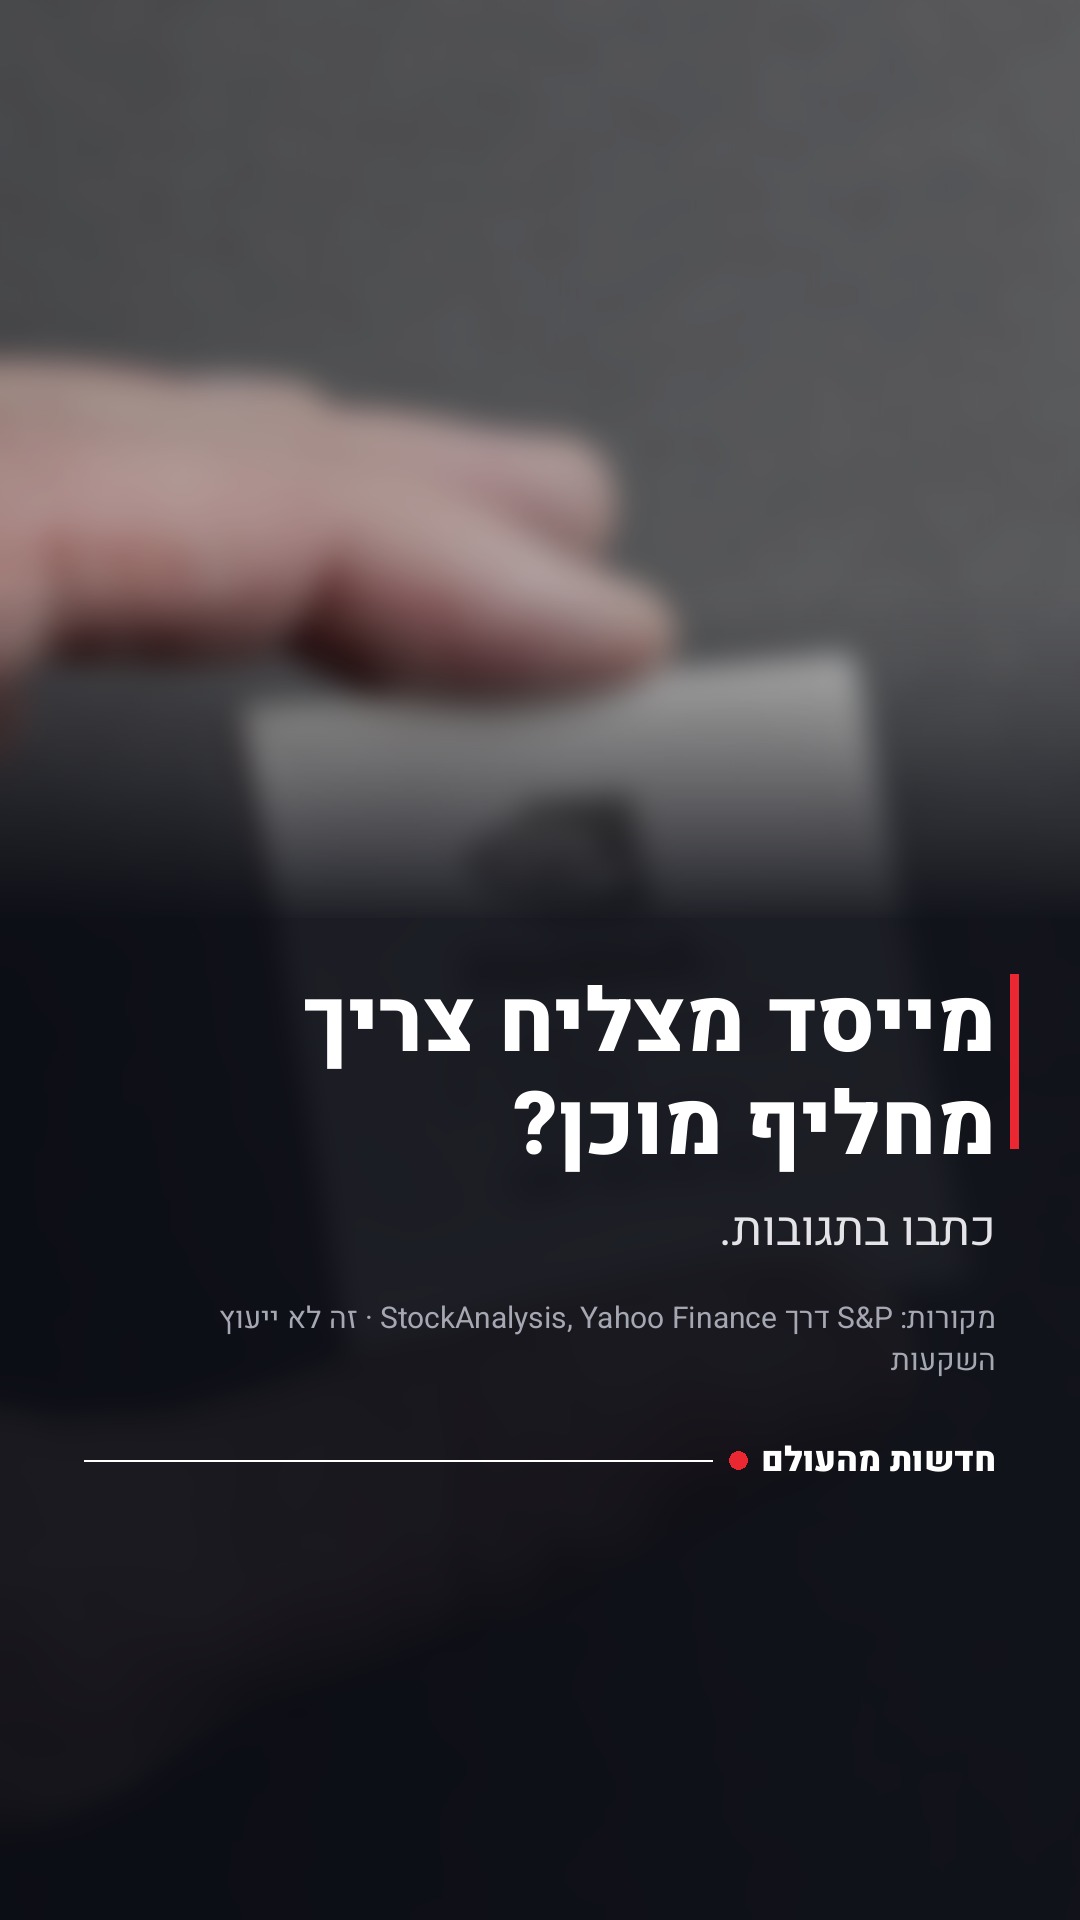 מייסד מצליח צריך
מחליף מוכן?
כתבו בתגובות.
מקורות: S&P דרך StockAnalysis, Yahoo Finance · זה לא ייעוץ
השקעות
חדשות מהעולם